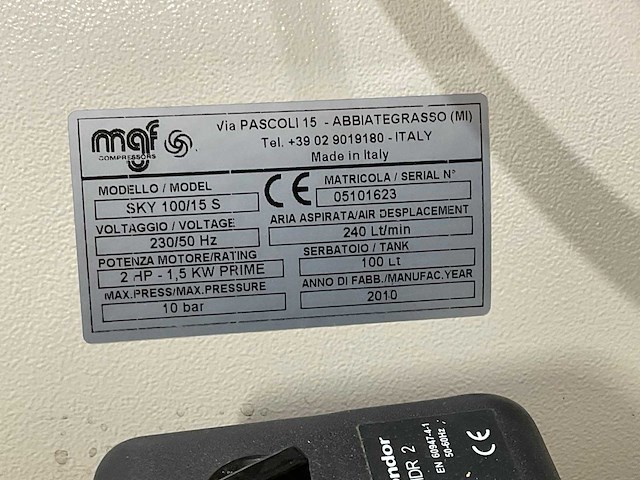 mgf
COMPRESSORS
Via PASCOLI 15 - ABBIATEGRASSO (MI)
Tel. +39 02 9019180 - ITALY
Made in Italy
MODELLO / MODEL
SKY 100/15 S
CE
MATRICOLA / SERIAL N°
05101623
VOLTAGGIO / VOLTAGE
230/50 Hz
ARIA ASPIRATA/AIR DESPLACEMENT
240 Lt/min
POTENZA MOTORE/RATING
2 HP - 1,5 KW PRIME
SERBATOIO / TANK
100 Lt
MAX.PRESS/MAX.PRESSURE
10 bar
ANNO DI FABB./MANUFAC.YEAR
2010
ndor
MDR 2
EN 60947-4-1
50-60Hz
CE